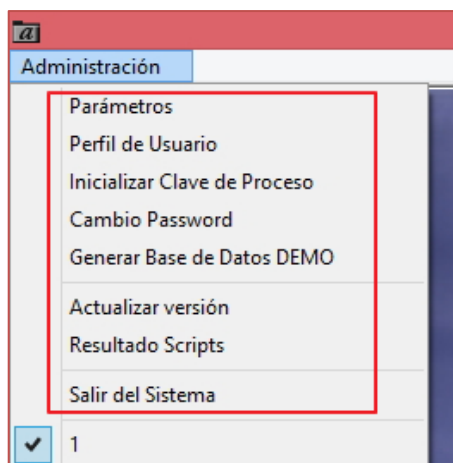 a
Administración
Parámetros
Perfil de Usuario
Inicializar Clave de Proceso
Cambio Password
Generar Base de Datos DEMO
Actualizar versión
Resultado Scripts
Salir del Sistema
1